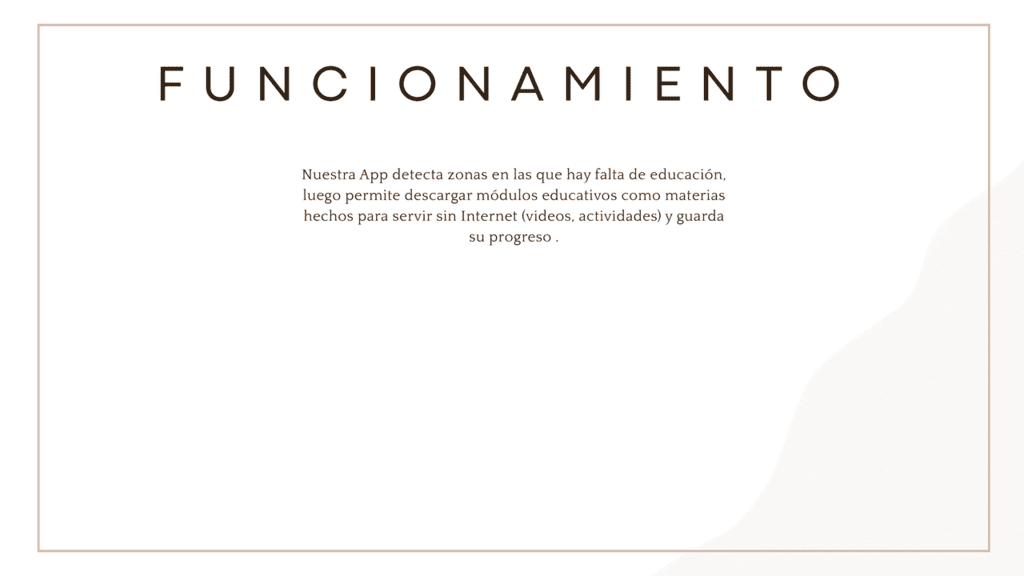 FUNCIONAMIENTO
Nuestra App detecta zonas en las que hay falta de educación,
luego permite descargar módulos educativos como materias
hechos para servir sin Internet (videos, actividades) y guarda
su progreso .